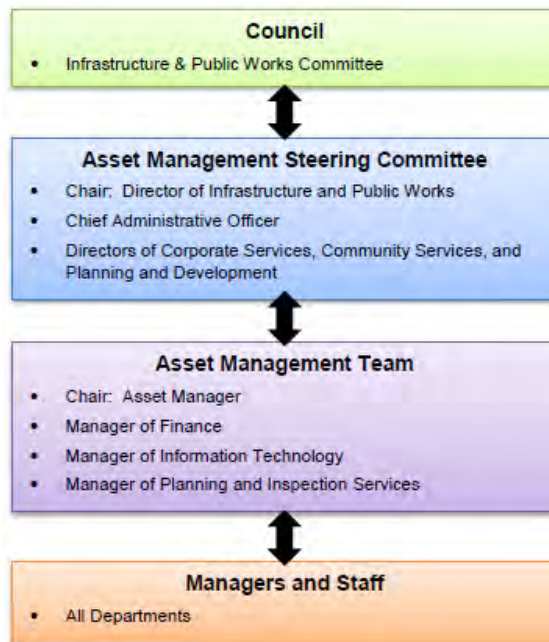 Council
• Infrastructure & Public Works Committee
Asset Management Steering Committee
• Chair: Director of Infrastructure and Public Works
• Chief Administrative Officer
• Directors of Corporate Services, Community Services, and
Planning and Development
Asset Management Team
• Chair: Asset Manager
• Manager of Finance
• Manager of Information Technology
• Manager of Planning and Inspection Services
Managers and Staff
• All Departments